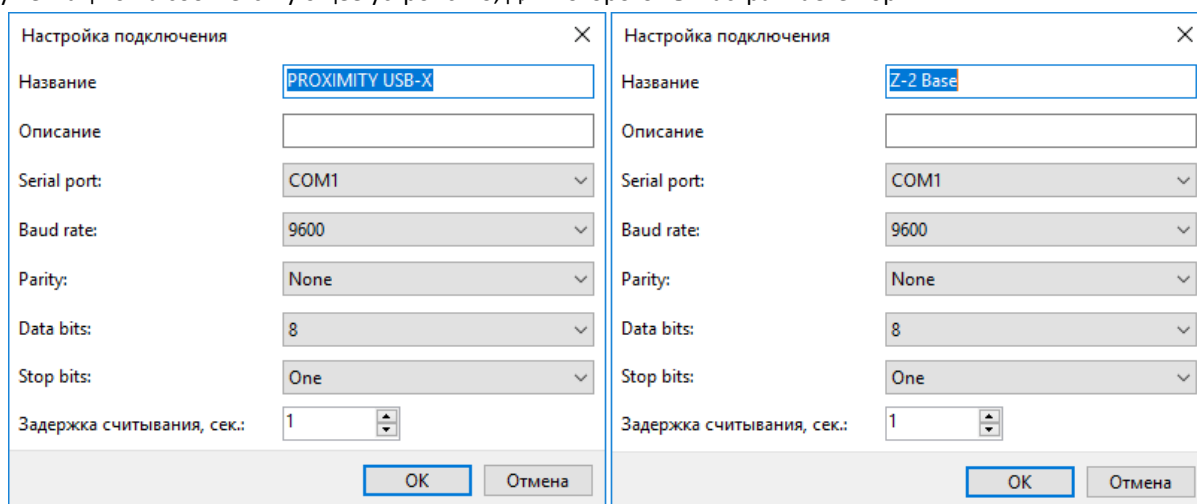 Настройка подключения
Название PROXIMITY USB-X
Описание
Serial port: COM1
Baud rate: 9600
Parity: None
Data bits: 8
Stop bits: One
Задержка считывания, сек.: 1
OK Отмена
Настройка подключения
Название Z-2 Base
Описание
Serial port: COM1
Baud rate: 9600
Parity: None
Data bits: 8
Stop bits: One
Задержка считывания, сек.: 1
OK Отмена